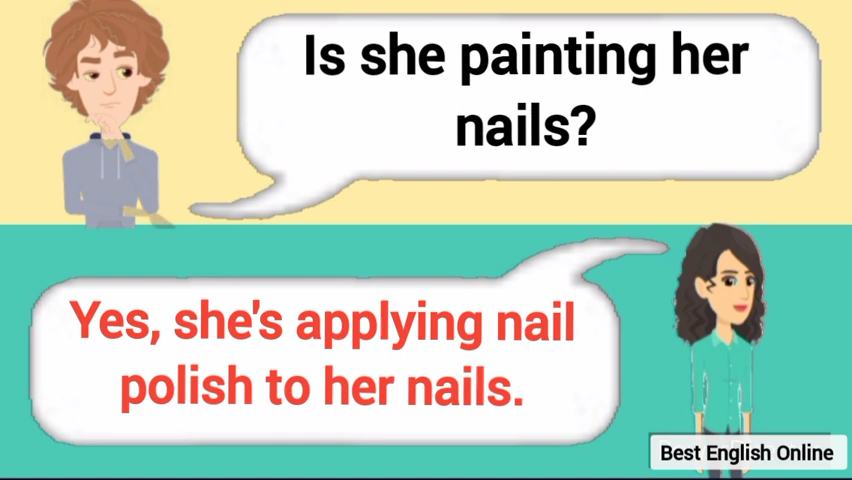 Is she painting her
nails?
Yes, she's applying nail
polish to her nails.
Best English Online